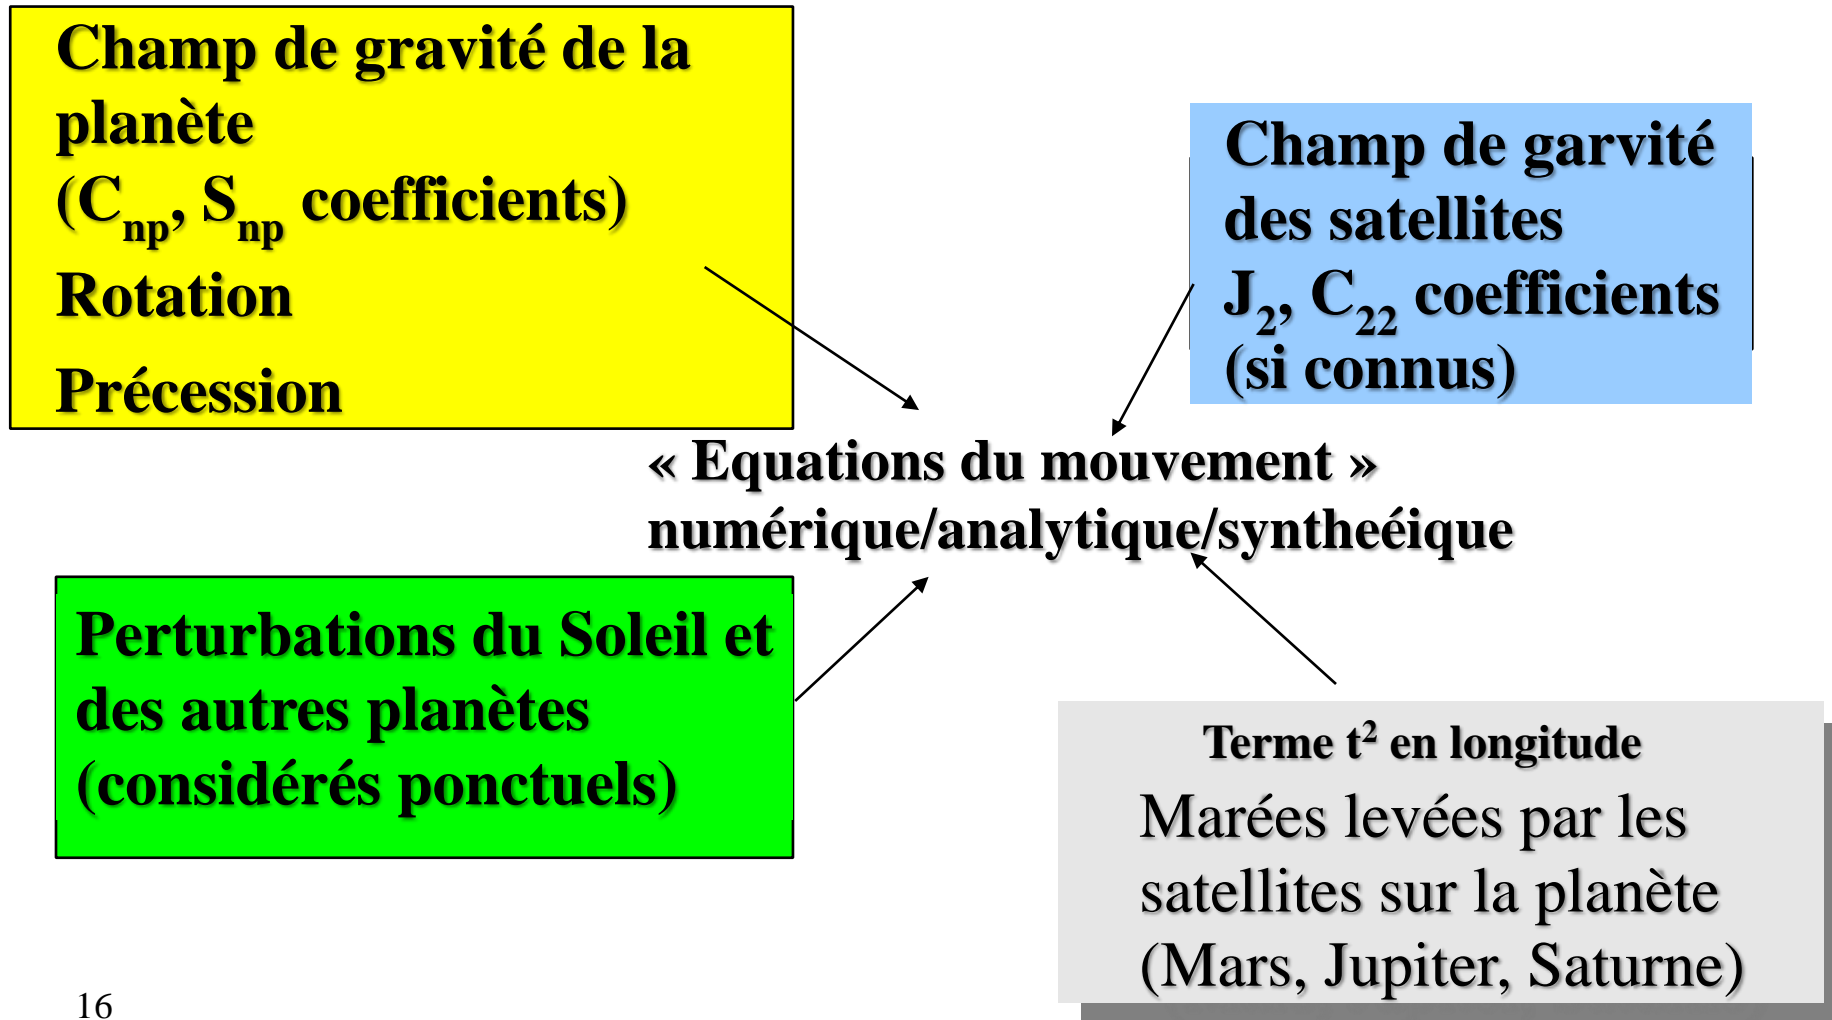 Champ de gravité de la
planète
(Cnp, Snp coefficients)
Rotation
Précession
Champ de garvité
des satellites
J2, C22 coefficients
(si connus)
« Equations du mouvement »
numérique/analytique/syntheéique
Perturbations du Soleil et
des autres planètes
(considérés ponctuels)
Terme t² en longitude
Marées levées par les
satellites sur la planète
(Mars, Jupiter, Saturne)
16